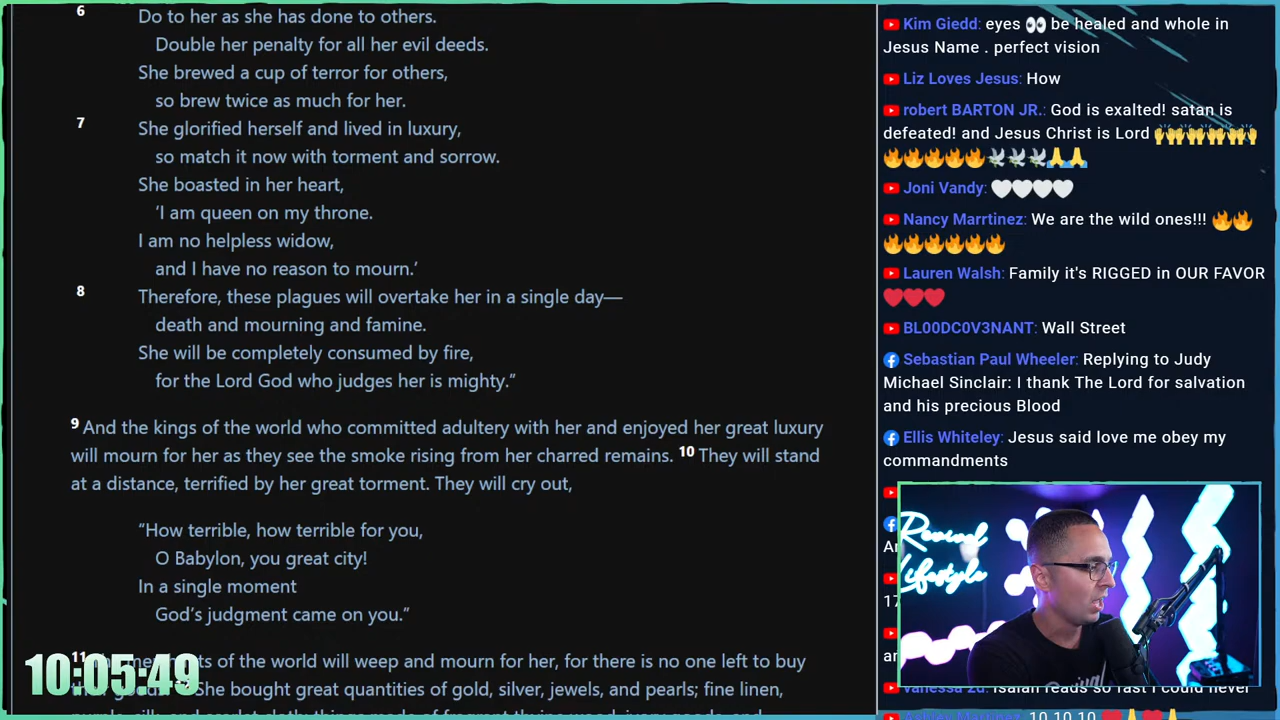 6 Do to her as she has done to others.
Double her penalty for all her evil deeds.
She brewed a cup of terror for others,
so brew twice as much for her.
7 She glorified herself and lived in luxury,
so match it now with torment and sorrow.
She boasted in her heart,
‘I am queen on my throne.
I am no helpless widow,
and I have no reason to mourn.’
8 Therefore, these plagues will overtake her in a single day—
death and mourning and famine.
She will be completely consumed by fire,
for the Lord God who judges her is mighty.”
9 And the kings of the world who committed adultery with her and enjoyed her great luxury
will mourn for her as they see the smoke rising from her charred remains. 10 They will stand
at a distance, terrified by her great torment. They will cry out,
“How terrible, how terrible for you,
O Babylon, you great city!
In a single moment
God’s judgment came on you.”
11 of the world will weep and mourn for her, for there is no one left to buy
She bought great quantities of gold, silver, jewels, and pearls; fine linen,
10:05:49
Kim Giedd: eyes 👀 be healed and whole in
Jesus Name . perfect vision
Liz Loves Jesus: How
robert BARTON JR.: God is exalted! satan is
defeated! and Jesus Christ is Lord 🙌🙌🙌🙌🙌
🔥🔥🔥🔥🔥🕊🕊🕊🙏🙏
Joni Vandy: 🤍🤍🤍🤍
Nancy Marrtinez: We are the wild ones!!! 🔥🔥
🔥🔥🔥🔥🔥🔥
Lauren Walsh: Family it's RIGGED in OUR FAVOR
❤❤❤
BL00DC0V3NANT: Wall Street
Sebastian Paul Wheeler: Replying to Judy
Michael Sinclair: I thank The Lord for salvation
and his precious Blood
Ellis Whiteley: Jesus said love me obey my
commandments
Revival
Lifestyle
vanessa zu: Isaiah reads so fast I could never